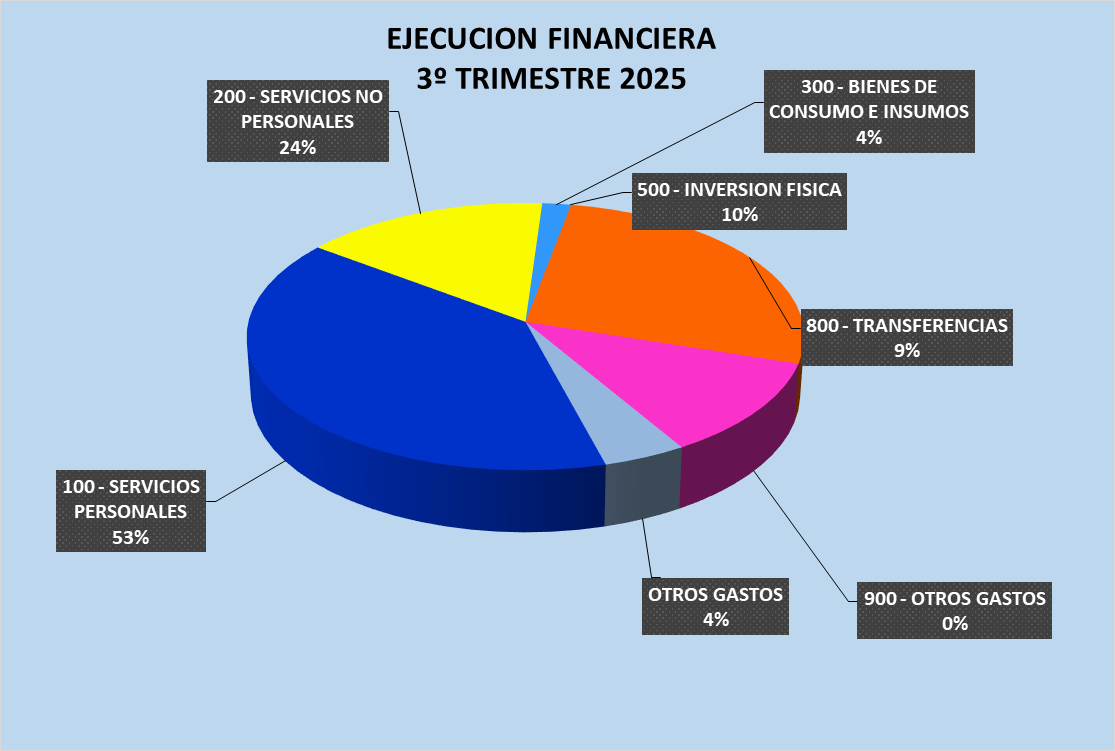 EJECUCION FINANCIERA
3º TRIMESTRE 2025
200 - SERVICIOS NO
PERSONALES
24%
300 - BIENES DE
CONSUMO E INSUMOS
4%
500 - INVERSION FISICA
10%
800 - TRANSFERENCIAS
9%
100 - SERVICIOS
PERSONALES
53%
OTROS GASTOS
4%
900 - OTROS GASTOS
0%